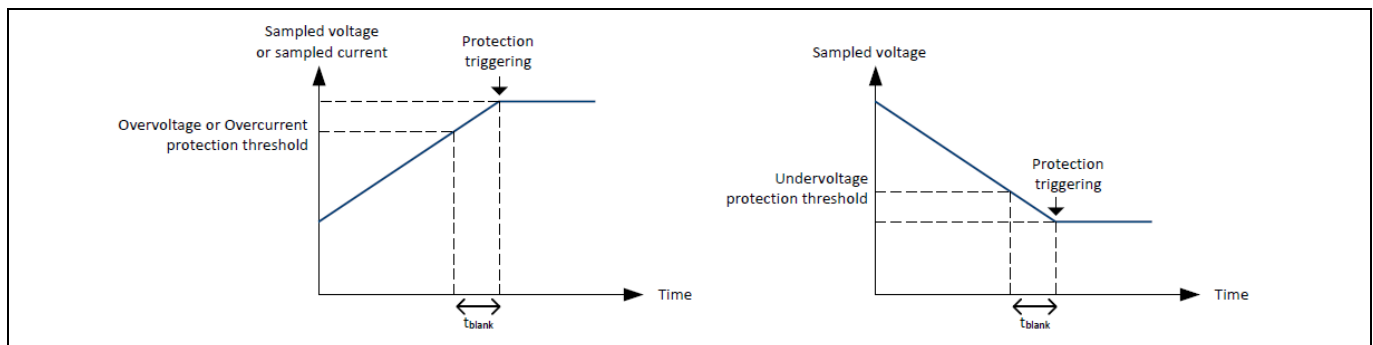 Sampled voltage
or sampled current
Protection
triggering
Overvoltage or Overcurrent
protection threshold
Time
tblank
Sampled voltage
Protection
triggering
Undervoltage
protection threshold
Time
tblank